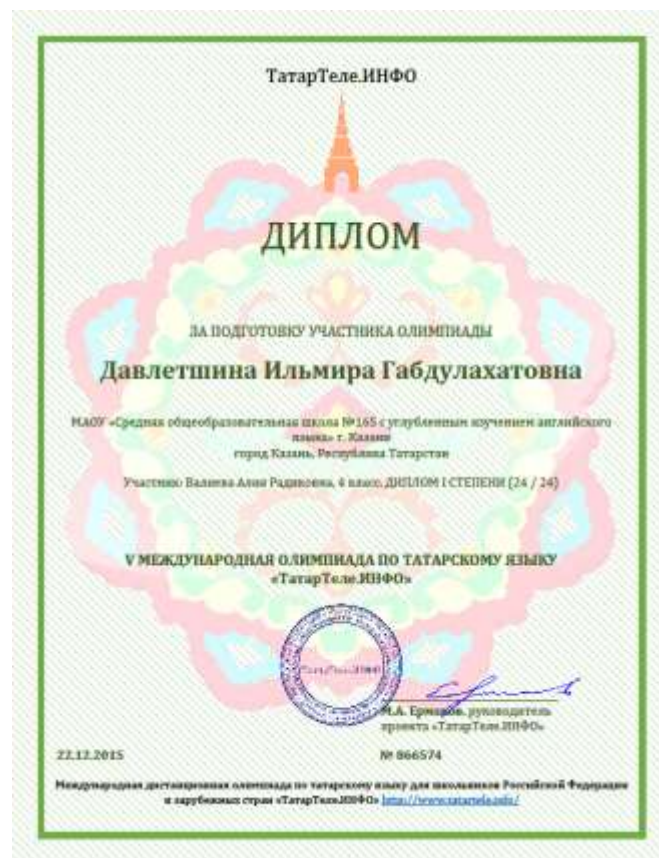 ТатарТеле.ИНФО
ДИПЛОМ
ЗА ПОДГОТОВКУ УЧАСТНИКА ОЛИМПИАДЫ
Давлетшина Ильмира Габдулахатовна
МАОУ «Средняя общеобразовательная школа №165 с углубленным изучением английского
языка» г. Казани
город Казань, Республика Татарстан
Участник: Валиева Алия Радиковна, 4 класс, ДИПЛОМ I СТЕПЕНИ (24 / 24)
V МЕЖДУНАРОДНАЯ ОЛИМПИАДА ПО ТАТАРСКОМУ ЯЗЫКУ
«ТатарТеле.ИНФО»
ТатарТеле.ИНФО
М.А. руководитель
проекта «ТатарТеле.ИНФО»
22.12.2015
№ 866574
Международная дистанционная олимпиада по татарскому языку для школьников Российской Федерации
и зарубежных стран «ТатарТеле.ИНФО» http://www.tatartele.info/